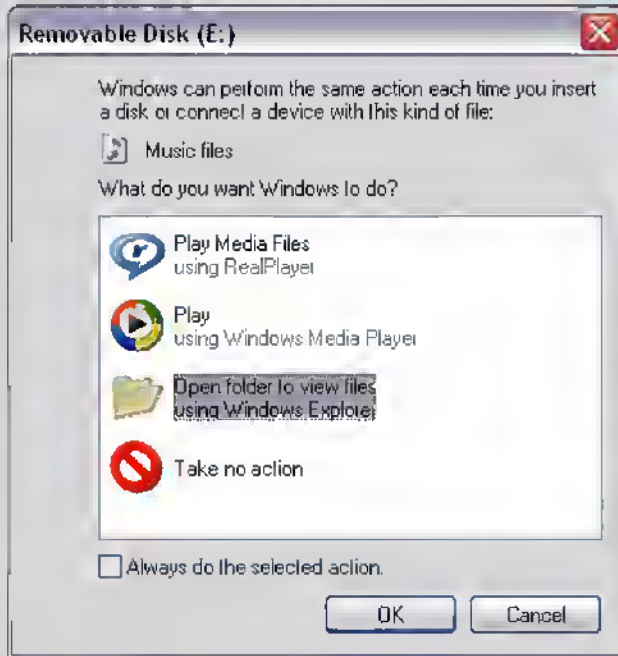 Removable Disk (E:)
Windows can perform the same action each time you insert
a disk or connect a device with this kind of file:
Music files
What do you want Windows to do?
Play Media Files
using RealPlayer
Play
using Windows Media Player
Open folder to view files
using Windows Explorer
Take no action
Always do the selected action.
OK
Cancel